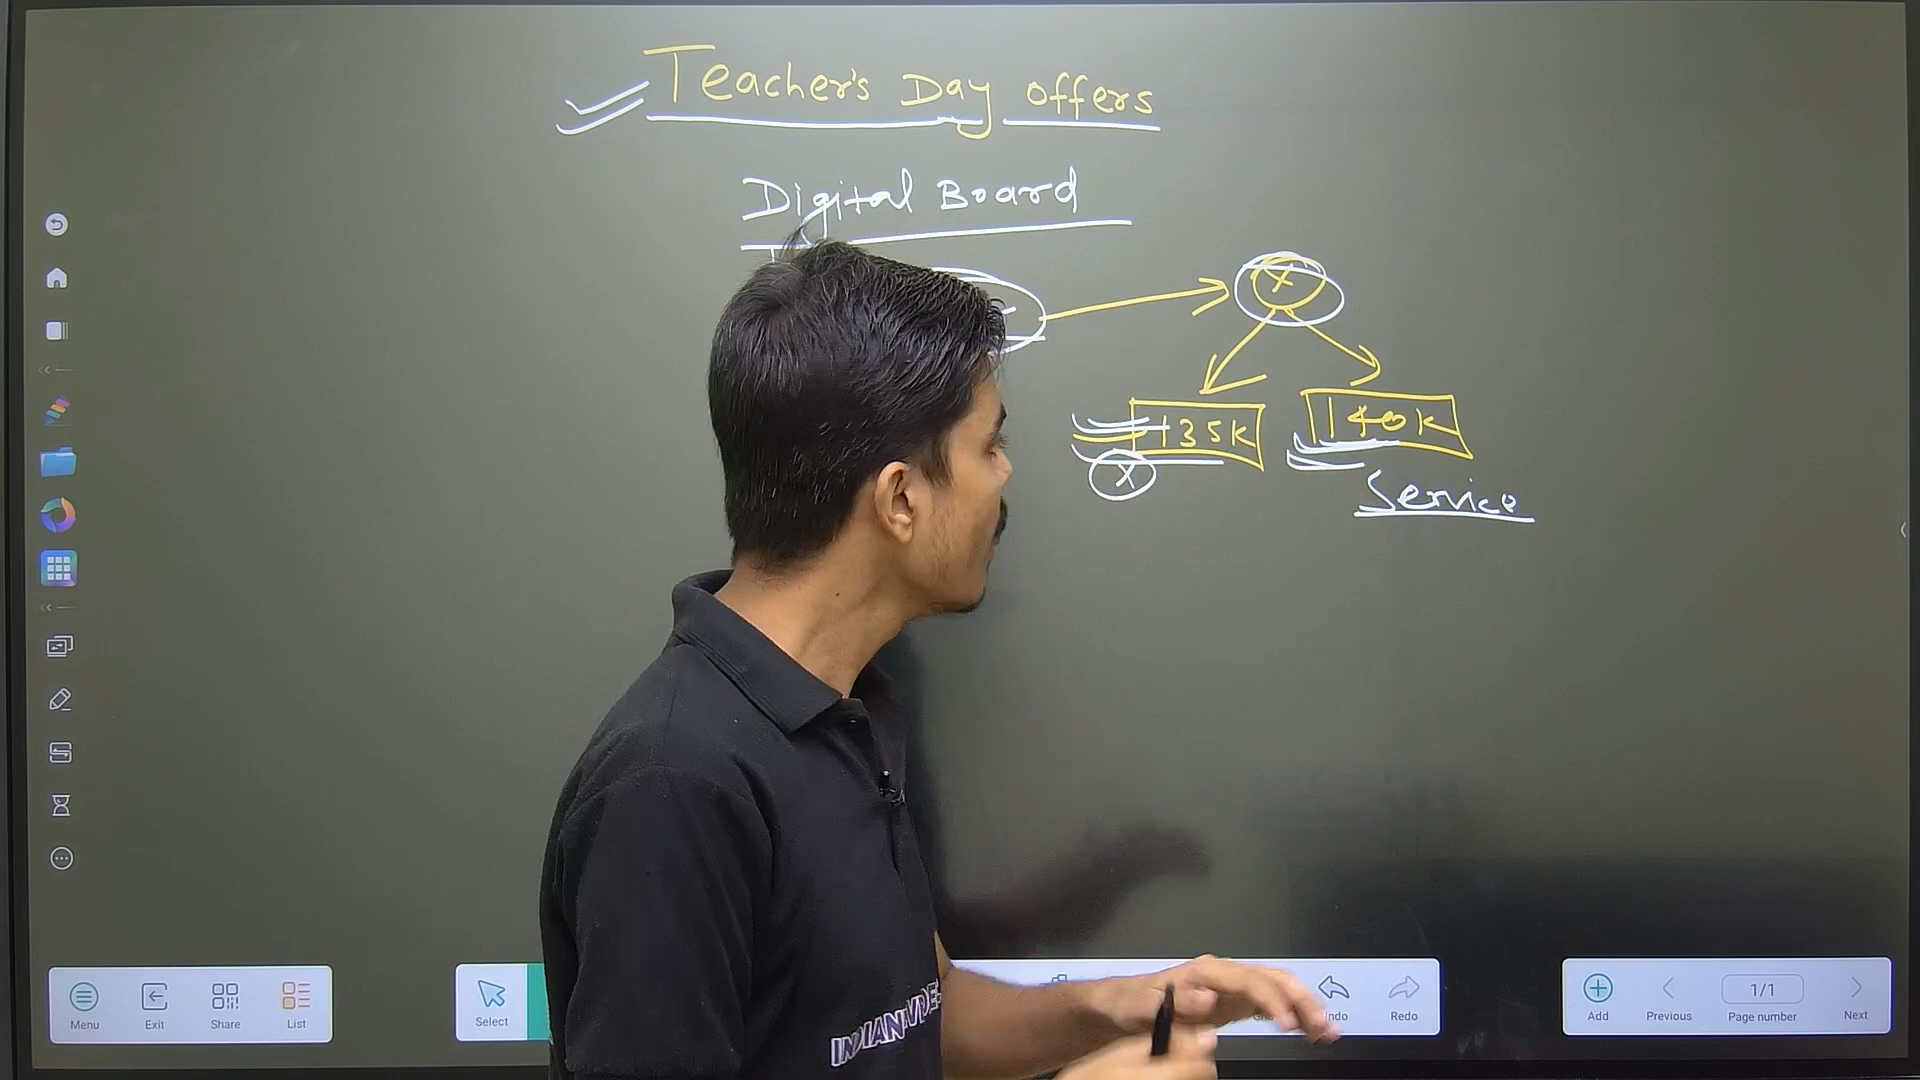 Teacher's Day offers
Digital Board
X
135K
140K
X
Service
Menu
Exit
Share
List
Select
Redo
Add
Previous
1/1
Page number
Next